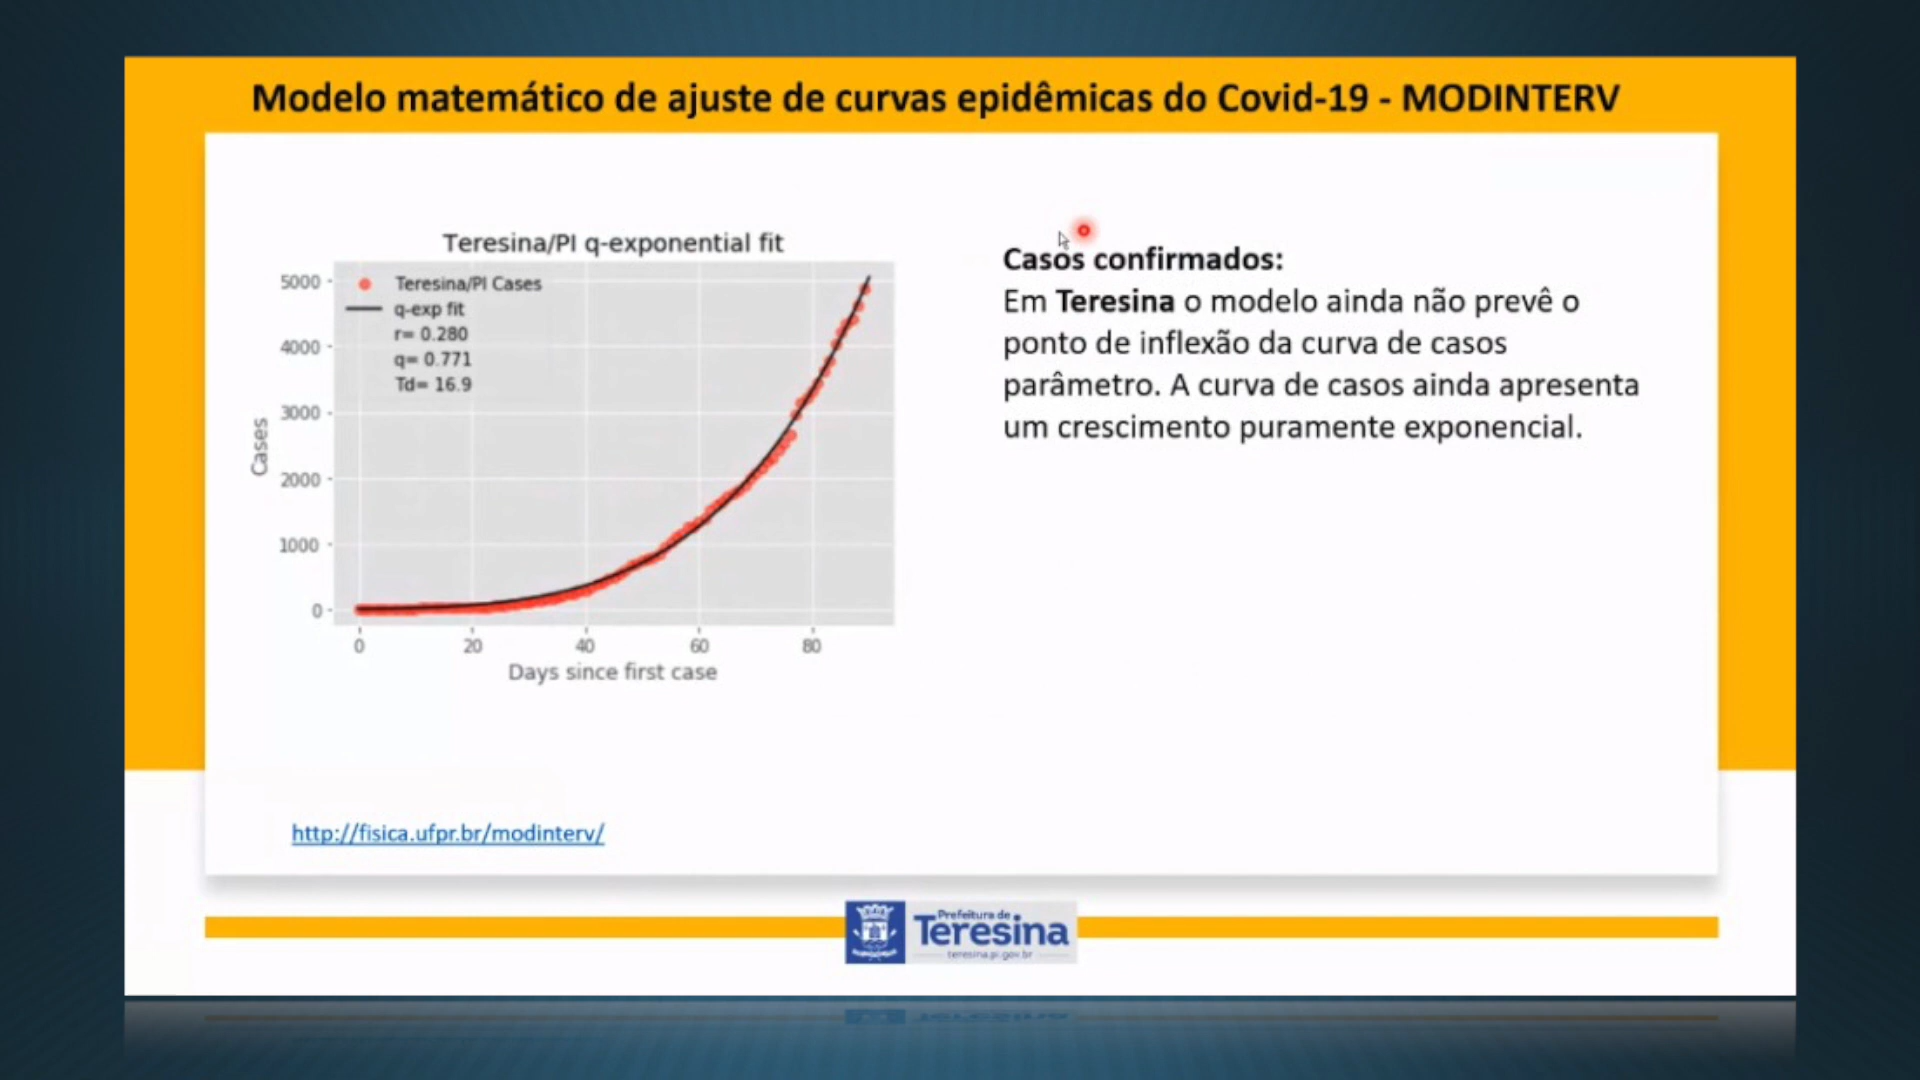 Modelo matemático de ajuste de curvas epidêmicas do Covid-19 - MODINTERV
Teresina/PI q-exponential fit
Teresina/PI Cases
q-exp fit
r= 0.280
q= 0.771
Td= 16.9
5000
4000
3000
2000
1000
0
Cases
0 20 40 60 80
Days since first case
Casos confirmados:
Em Teresina o modelo ainda não prevê o
ponto de inflexão da curva de casos
parâmetro. A curva de casos ainda apresenta
um crescimento puramente exponencial.
http://fisica.ufpr.br/modinterv/
Prefeitura de
Teresina
teresina.pi.gov.br